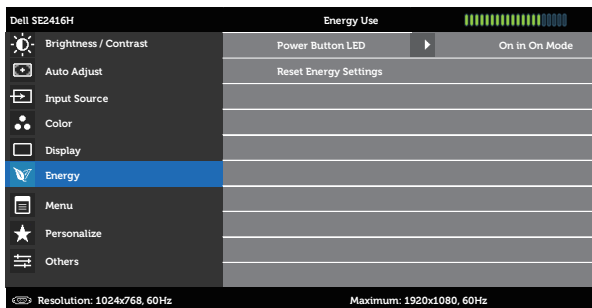 Dell SE2416H Energy Use
Brightness / Contrast Power Button LED On in On Mode
Auto Adjust Reset Energy Settings
Input Source
Color
Display
Energy
Menu
Personalize
Others
Resolution: 1024x768, 60Hz Maximum: 1920x1080, 60Hz